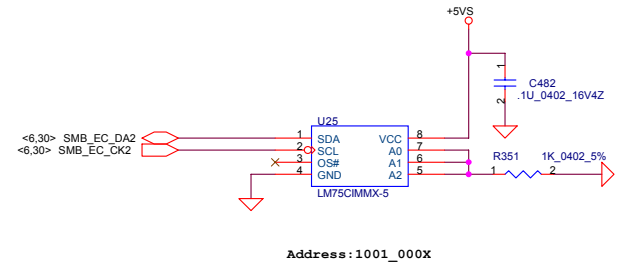 +5VS
1
C482
.1U_0402_16V4Z
2
U25
<6,30> SMB_EC_DA2 1 SDA VCC 8
<6,30> SMB_EC_CK2 2 SCL A0 7
3 OS# A1 6
4 GND A2 5
LM75CIMMX-5
R351 1K_0402_5%
1 2
Address:1001_000X